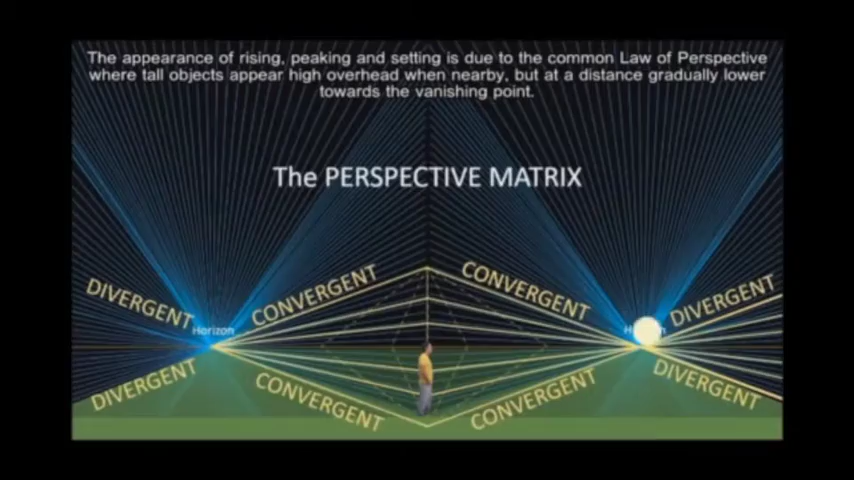 The appearance of rising, peaking and setting is due to the common Law of Perspective
where tall objects appear high overhead when nearby, but at a distance gradually lower
towards the vanishing point.
The PERSPECTIVE MATRIX
DIVERGENT
CONVERGENT
CONVERGENT
DIVERGENT
Horizon
DIVERGENT
CONVERGENT
CONVERGENT
DIVERGENT